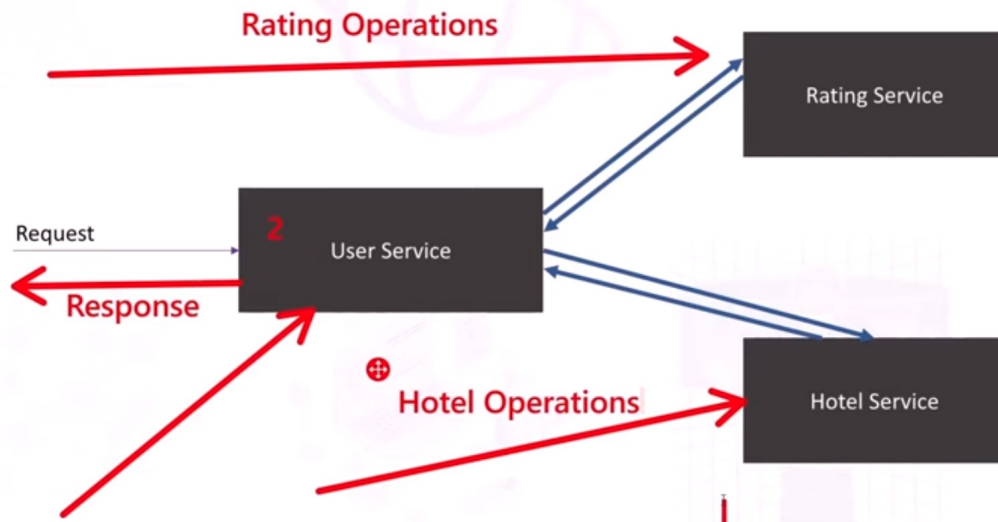 Rating Operations
Rating Service
Request
2
User Service
Response
Hotel Operations
Hotel Service